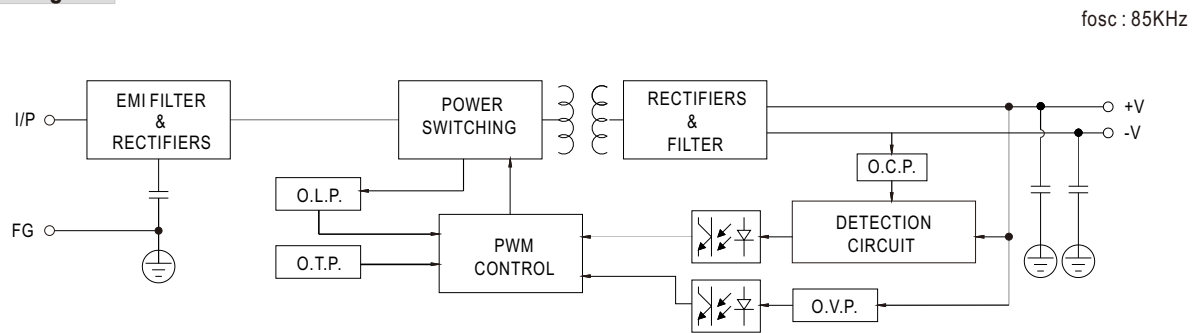 fosc : 85KHz
I/P
EMI FILTER
&
RECTIFIERS
POWER
SWITCHING
RECTIFIERS
&
FILTER
+V
-V
O.C.P.
O.L.P.
FG
O.T.P.
PWM
CONTROL
DETECTION
CIRCUIT
O.V.P.